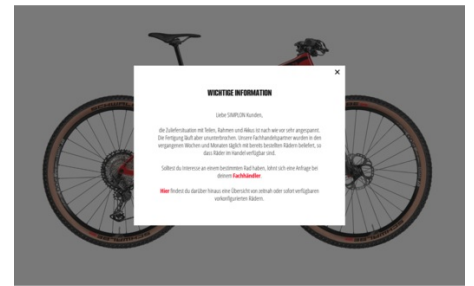 WICHTIGE INFORMATION
Liebe SIMPLON Kunden,
die Zuliefersituation mit Teilen, Rahmen und Akkus ist nach wie vor sehr angespannt.
Die Fertigung läuft aber ununterbrochen. Unsere Fachhandelspartner wurden in den
vergangenen Wochen und Monaten täglich mit bereits bestellten Rädern beliefert, so
dass Räder im Handel verfügbar sind.
Solltest du Interesse an einem bestimmten Rad haben, lohnt sich eine Anfrage bei
deinem Fachhändler.
Hier findest du darüber hinaus eine Übersicht von zeitnah oder sofort verfügbaren
vorkonfigurierten Rädern.